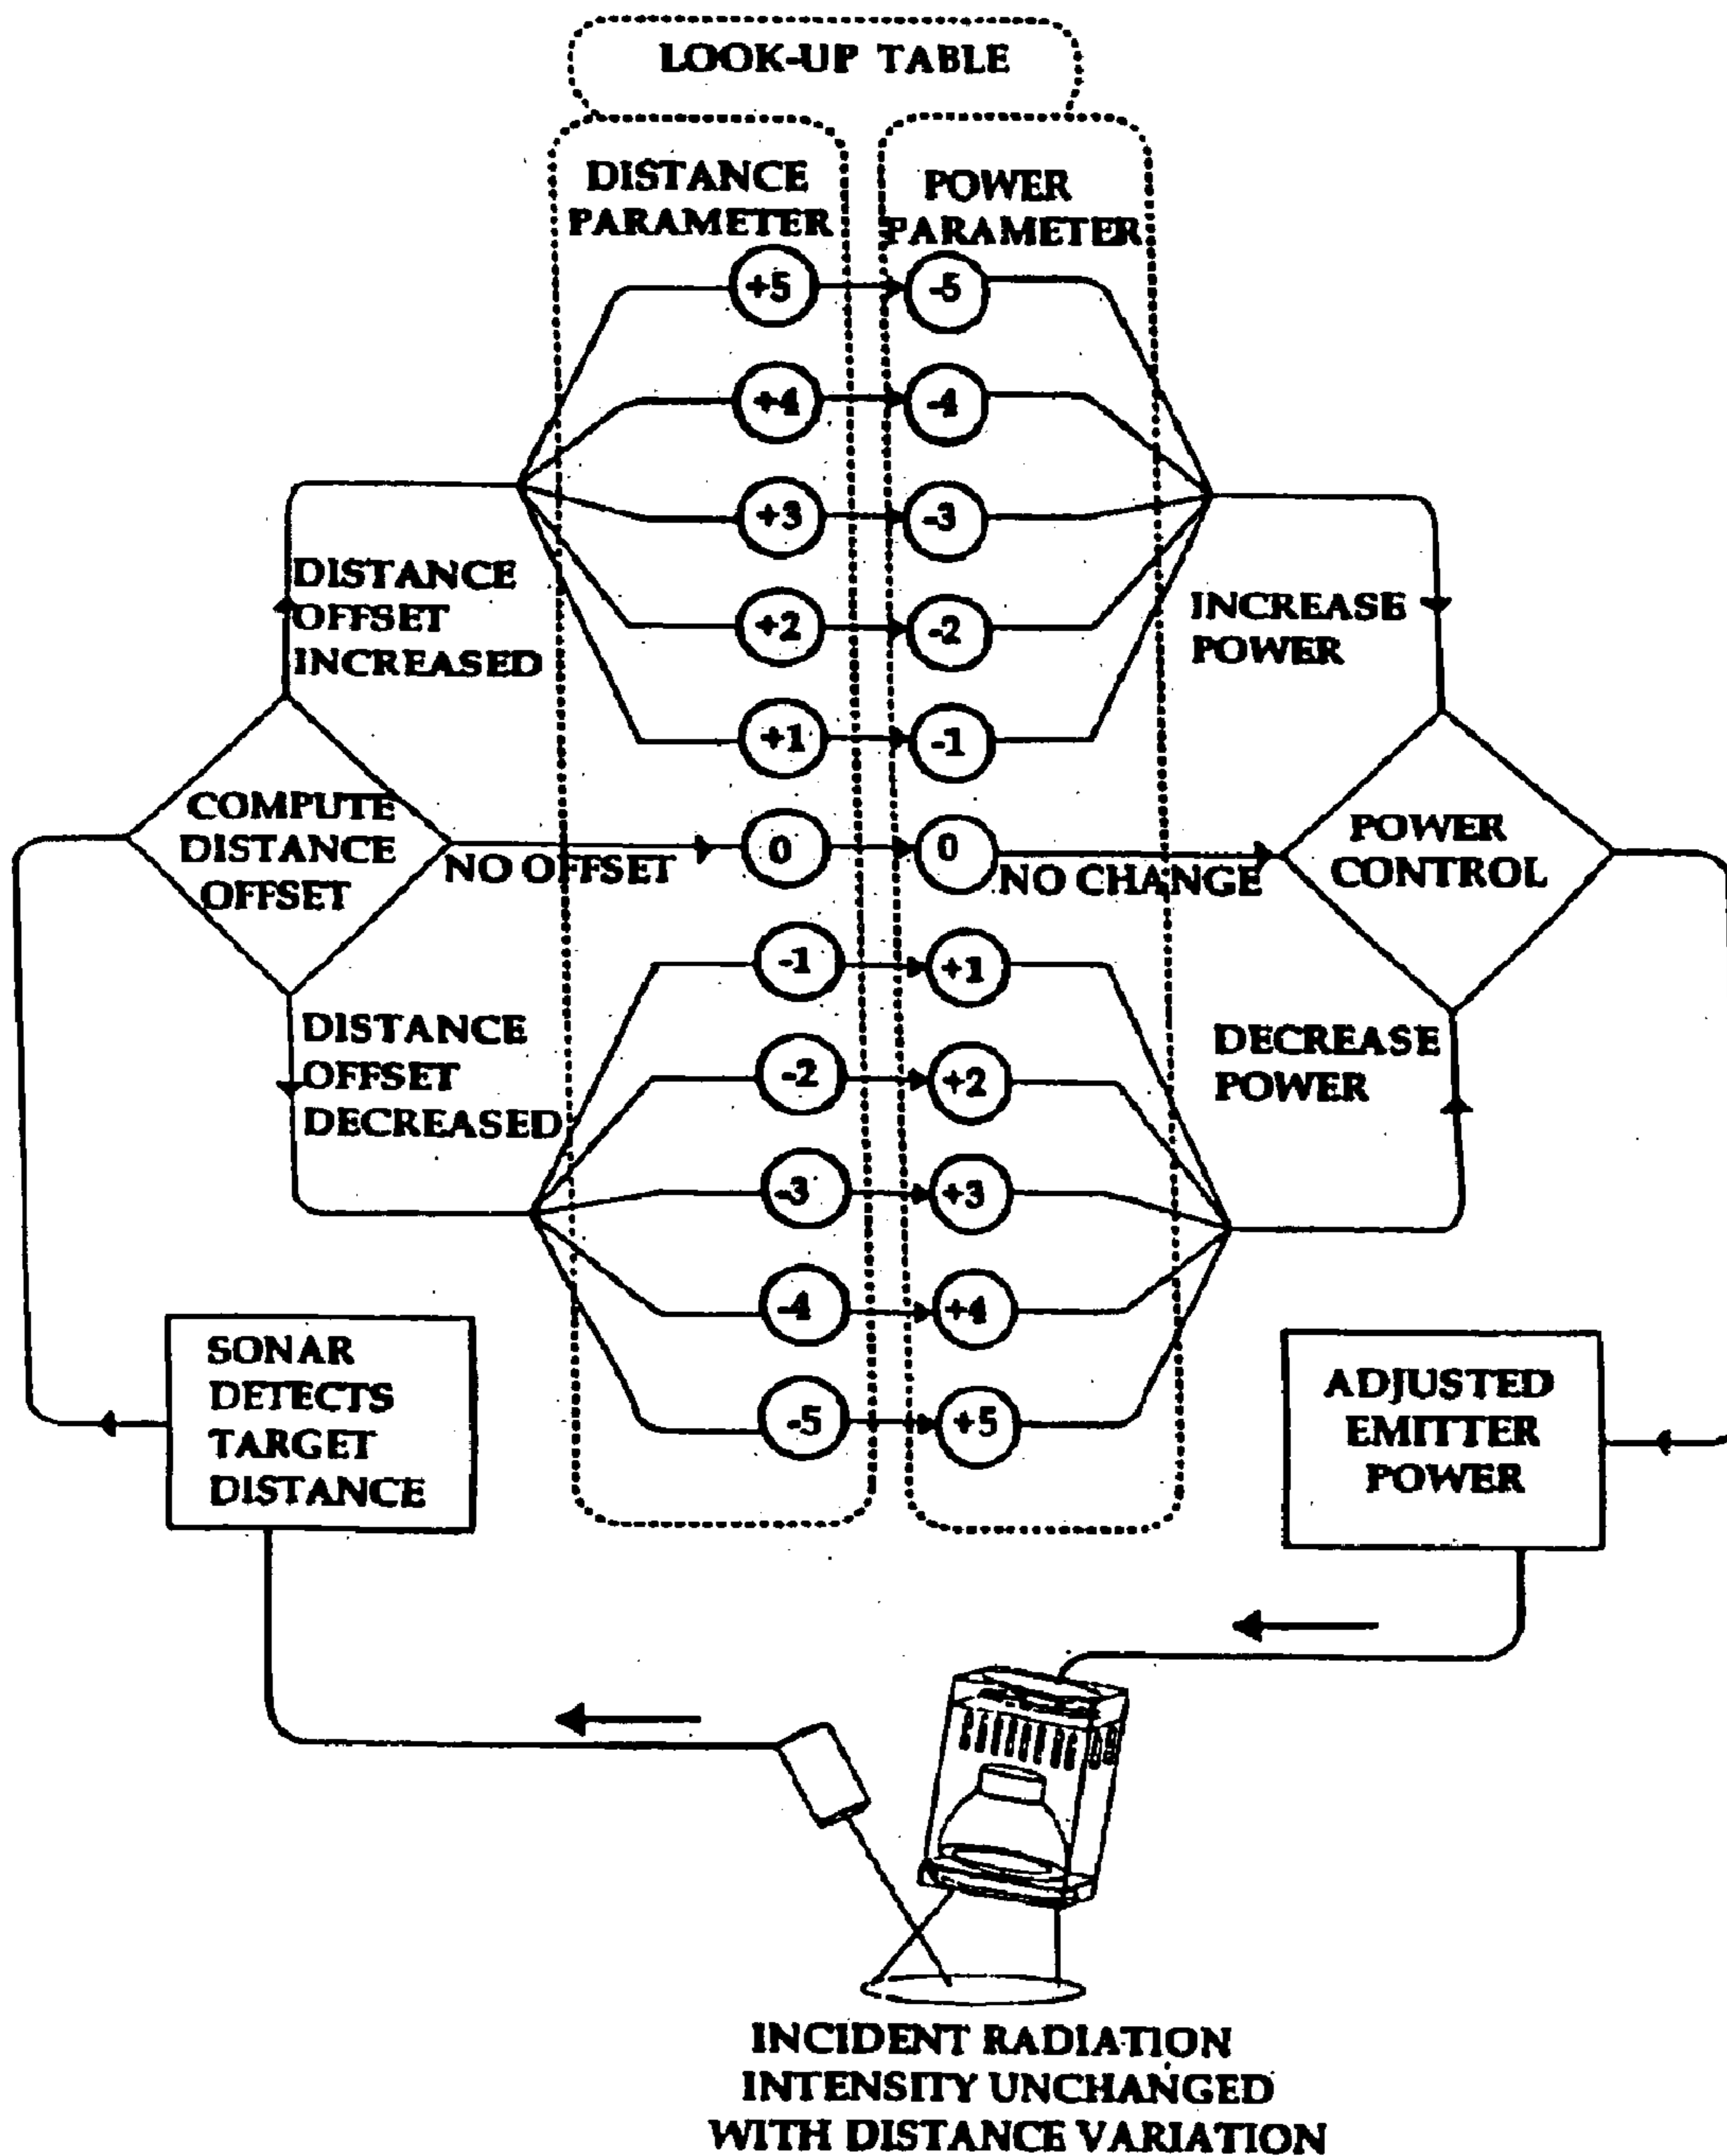 LOOK-UP TABLE
DISTANCE
PARAMETER
POWER
PARAMETER
+5
-5
+4
-4
+3
-3
+2
-2
+1
-1
0
0
-1
+1
-2
+2
-3
+3
-4
+4
-5
+5
DISTANCE
OFFSET
INCREASED
INCREASE
POWER
COMPUTE
DISTANCE
OFFSET
NO OFFSET
NO CHANGE
POWER
CONTROL
DISTANCE
OFFSET
DECREASED
DECREASE
POWER
SONAR
DETECTS
TARGET
DISTANCE
ADJUSTED
EMITTER
POWER
INCIDENT RADIATION
INTENSITY UNCHANGED
WITH DISTANCE VARIATION